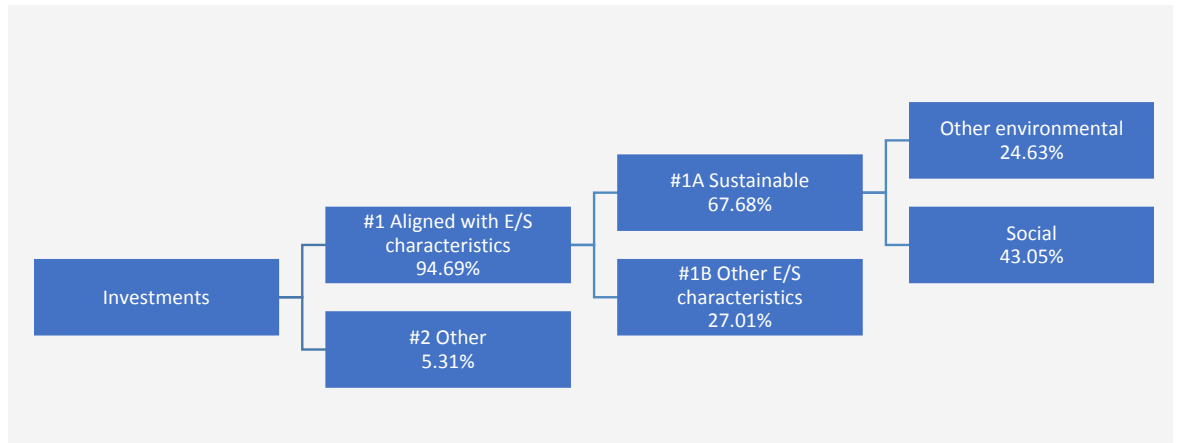 Investments
#1 Aligned with E/S
characteristics
94.69%
#2 Other
5.31%
#1A Sustainable
67.68%
#1B Other E/S
characteristics
27.01%
Other environmental
24.63%
Social
43.05%